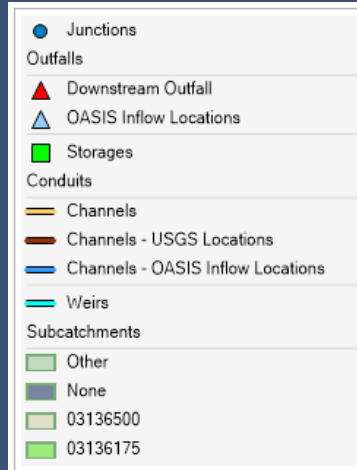 Junctions
Outfalls
Downstream Outfall
OASIS Inflow Locations
Storages
Conduits
Channels
Channels - USGS Locations
Channels - OASIS Inflow Locations
Weirs
Subcatchments
Other
None
03136500
03136175